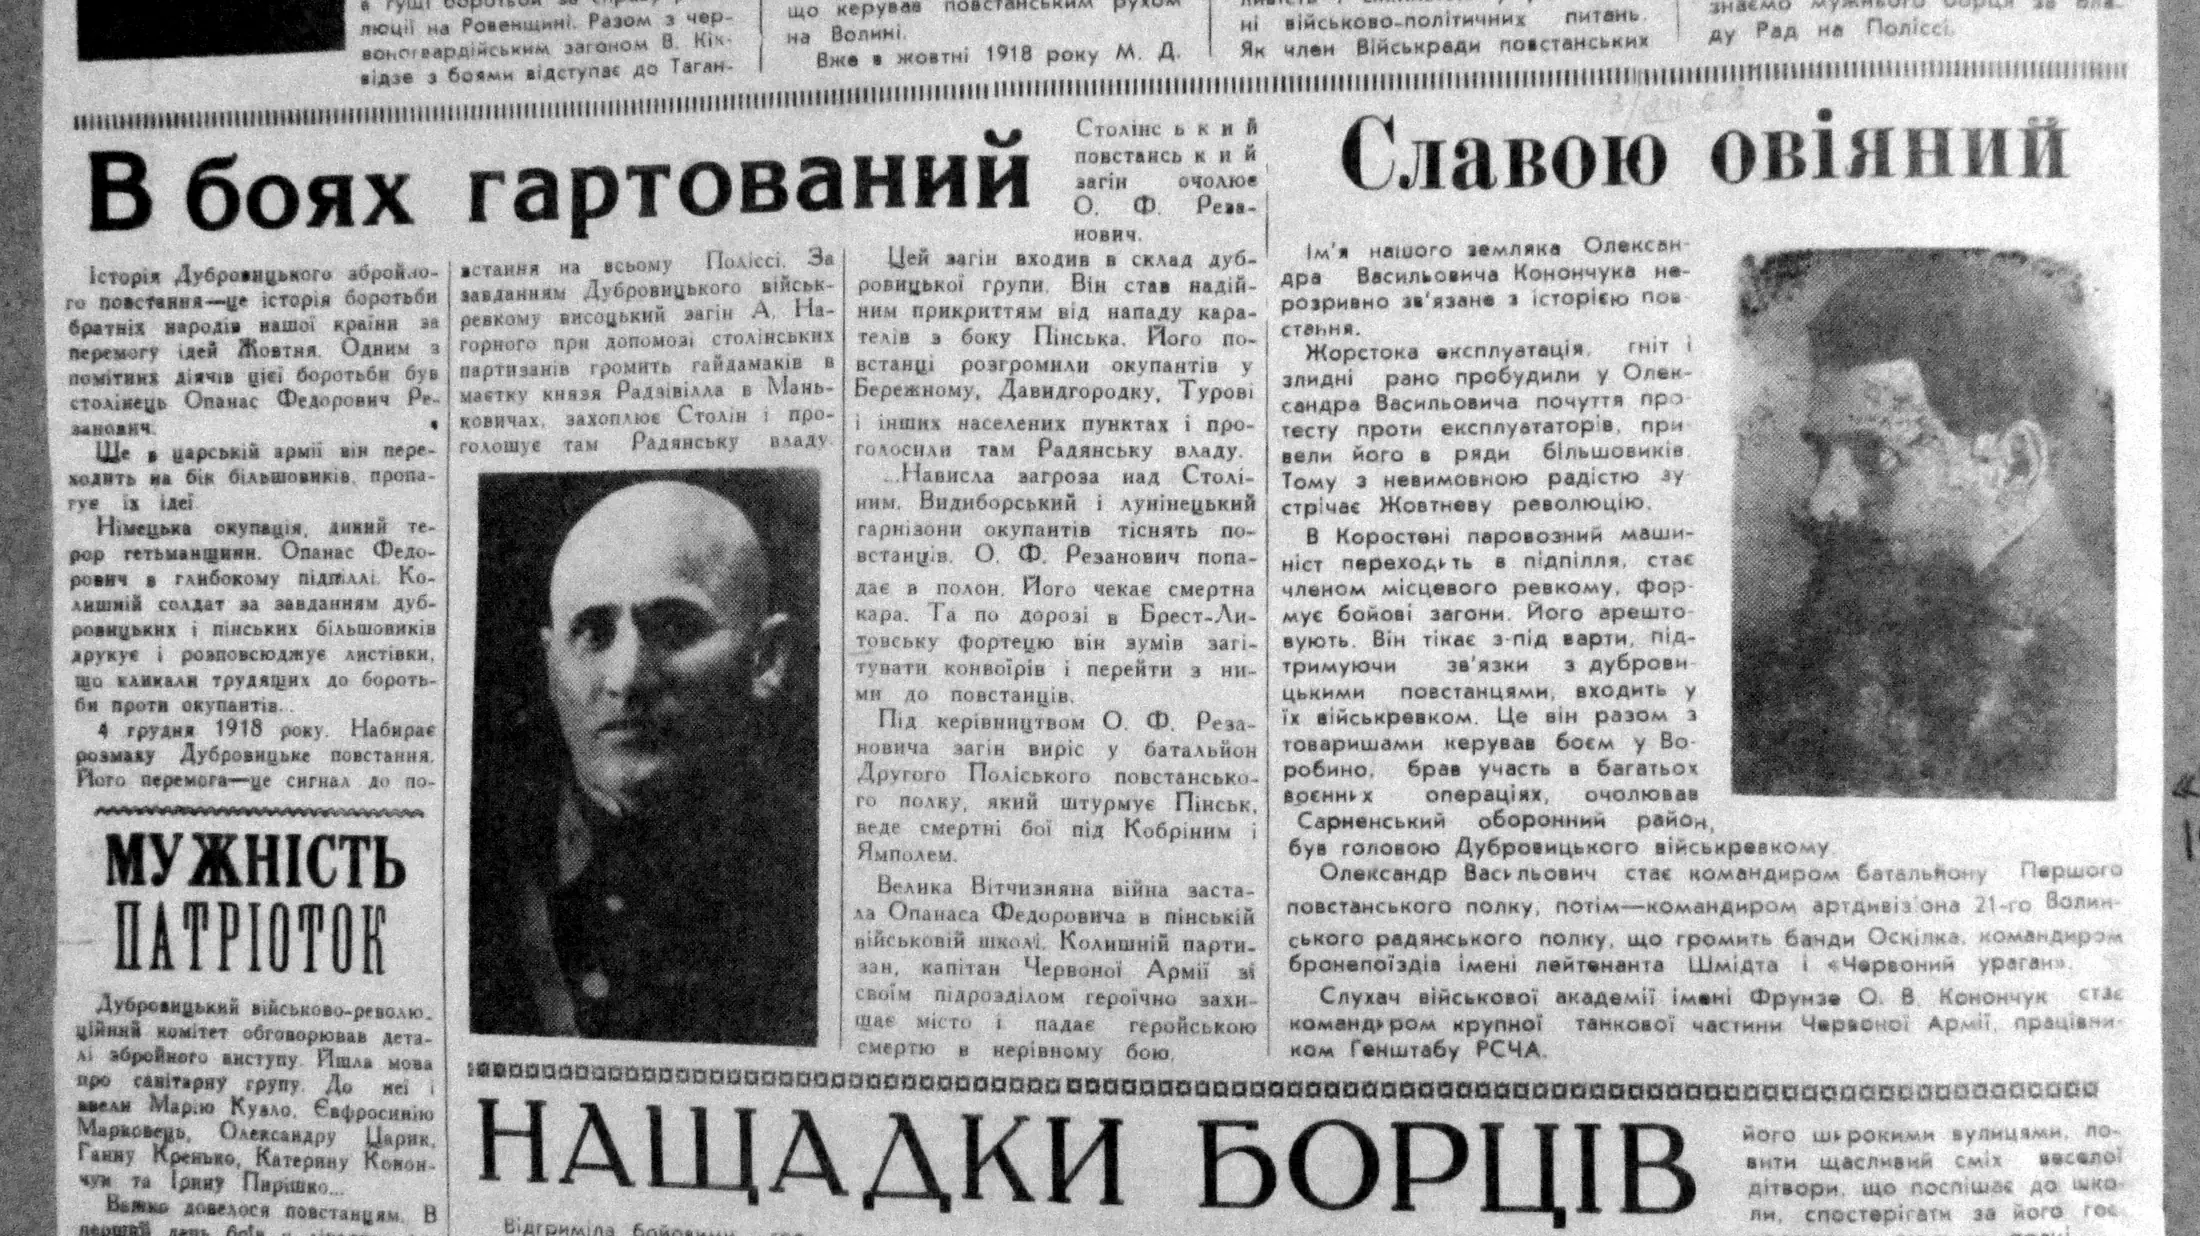 в гущі боротьби за справу
люції на Ровенщині. Разом з чер-
воногвардійським загоном В. Кік-
відзе з боями відступає до Таган-
що керував повстанським рухом
на Волині.
Вже в жовтні 1918 року М. Д.
ні військово-політичних питань.
Як член Військради повстанських
знаємо мужнього борця за вла-
ду Рад на Поліссі.
В боях гартований
Історія Дубровицького збройно-
го повстання—це історія боротьби
братніх народів нашої країни за
перемогу ідей Жовтня. Одним з
помітних діячів цієї боротьби був
столінець Опанас Федорович Ре-
занович.
Ще в царській армії він пере-
ходить на бік більшовиків, пропа-
гує їх ідеї
Німецька окупація, дикий те-
рор гетьманщини. Опанас Федо-
рович в глибокому підпіллі. Ко-
лишній солдат за завданням дуб-
ровицьких і пінських більшовиків
друкує і розповсюджує листівки,
що кликали трудящих до бороть-
би проти окупантів...
4 грудня 1918 року. Набирає
розмаху Дубровицьке повстання.
Його перемога—це сигнал до по-
встання на всьому Поліссі. За
завданням Дубровицького військ-
ревкому висоцький загін А. На-
горного при допомозі столінських
партизанів громить гайдамаків в
маєтку князя Радзівілла в Мань-
ковичах, захоплює Столін і про-
голошує там Радянську владу.
Столінс ь к и й
повстансь к и й
загін очолює
О. Ф. Реза-
нович.
Цей загін входив в склад дуб-
ровицької групи. Він став надій-
ним прикриттям від нападу кара-
телів з боку Пінська. Його по-
встанці розгромили окупантів у
Бережному, Давидгородку, Турові
і інших населених пунктах і про-
голосили там Радянську владу.
...Нависла загроза над Столі-
ним. Видиборський і лунінецький
гарнізони окупантів тіснять по-
встанців. О. Ф. Резанович попа-
дає в полон. Його чекає смертна
кара. Та по дорозі в Брест-Ли-
товську фортецю він зумів загі-
тувати конвоїрів і перейти з ни-
ми до повстанців.
Під керівництвом О. Ф. Реза-
новича загін виріс у батальйон
Другого Поліського повстансько-
го полку, який штурмує Пінськ,
веде смертні бої під Кобріним і
Ямполем.
Велика Вітчизняна війна заста-
ла Опанаса Федоровича в пінській
військовій школі. Колишній парти-
зан, капітан Червоної Армії зі
своїм підрозділом героїчно захи-
щає місто і падає геройською
смертю в нерівному бою.
Славою овіяний
Ім'я нашого земляка Олексан-
дра Васильовича Конончука не-
розривно зв'язане з історією пов-
стання.
Жорстока експлуатація, гніт і
злидні рано пробудили у Олек-
сандра Васильовича почуття про-
тесту проти експлуататорів, при-
вели його в ряди більшовиків.
Тому з невимовною радістю зу-
стрічає Жовтневу революцію.
В Коростені паровозний маши-
ніст переходить в підпілля, стає
членом місцевого ревкому, фор-
мує бойові загони. Його арешто-
вують. Він тікає з-під варти, під-
тримуючи зв'язки з дуброви-
цькими повстанцями, входить у
їх військревком. Це він разом з
товаришами керував боєм у Во-
робино, брав участь в багатьох
воєнних операціях, очолював
Сарненський оборонний район,
був головою Дубровицького військревкому.
Олександр Васильович стає командиром батальйону Першого
повстанського полку, потім—командиром артдивізіона 21-го Волин-
ського радянського полку, що громить банди Оскілка, командиром
бронепоїздів імені лейтенанта Шмідта і «Червоний ураган».
Слухач військової академії імені Фрунзе О. В. Конончук стає
командиром крупної танкової частини Червоної Армії, працівни-
ком Генштабу РСЧА.
МУЖНІСТЬ
ПАТРІОТОК
Дубровицький військово-револю-
ційний комітет обговорював дета-
лі збройного виступу. Йшла мова
про санітарну групу. До неї і
ввели Марію Кузло, Євфросинію
Марковець, Олександру Царик,
Ганну Кренько, Катерину Конон-
чук та Ірину Пирішко...
Важко довелося повстанцям. В
перший день боїв
НАЩАДКИ БОРЦІВ
Відгриміла бойовими
його широкими вулицями, ло-
вити щасливий сміх веселої
дітвори, що поспішає до шко-
ли, спостерігати за його гос-